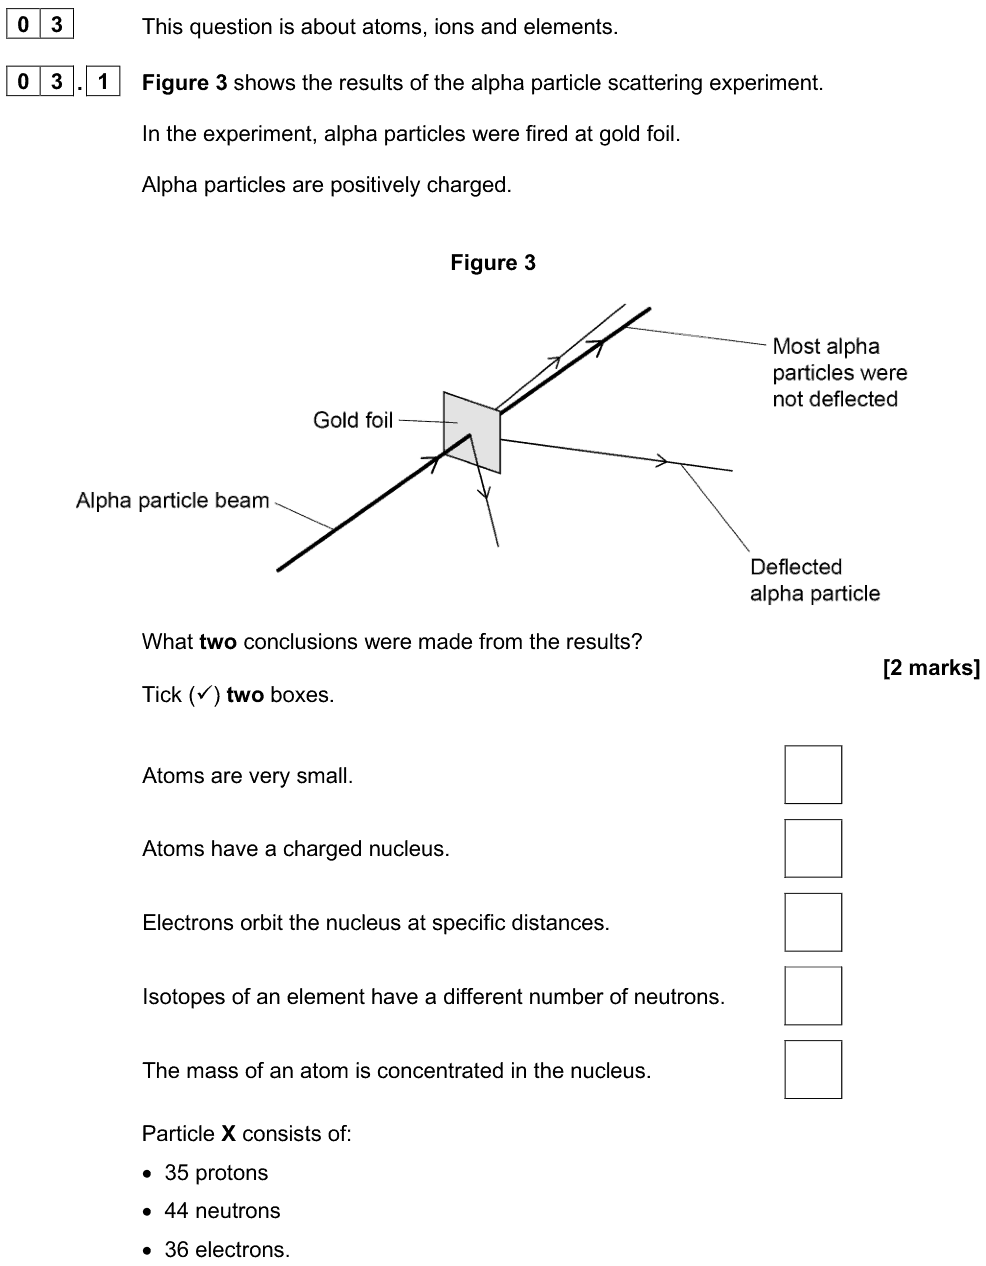 0 3 This question is about atoms, ions and elements.
0 3 . 1 Figure 3 shows the results of the alpha particle scattering experiment.
In the experiment, alpha particles were fired at gold foil.
Alpha particles are positively charged.
Figure 3
Most alpha
particles were
not deflected
Gold foil
Alpha particle beam
Deflected
alpha particle
What two conclusions were made from the results?
[2 marks]
Tick (✓) two boxes.
Atoms are very small.
Atoms have a charged nucleus.
Electrons orbit the nucleus at specific distances.
Isotopes of an element have a different number of neutrons.
The mass of an atom is concentrated in the nucleus.
Particle X consists of:
• 35 protons
• 44 neutrons
• 36 electrons.